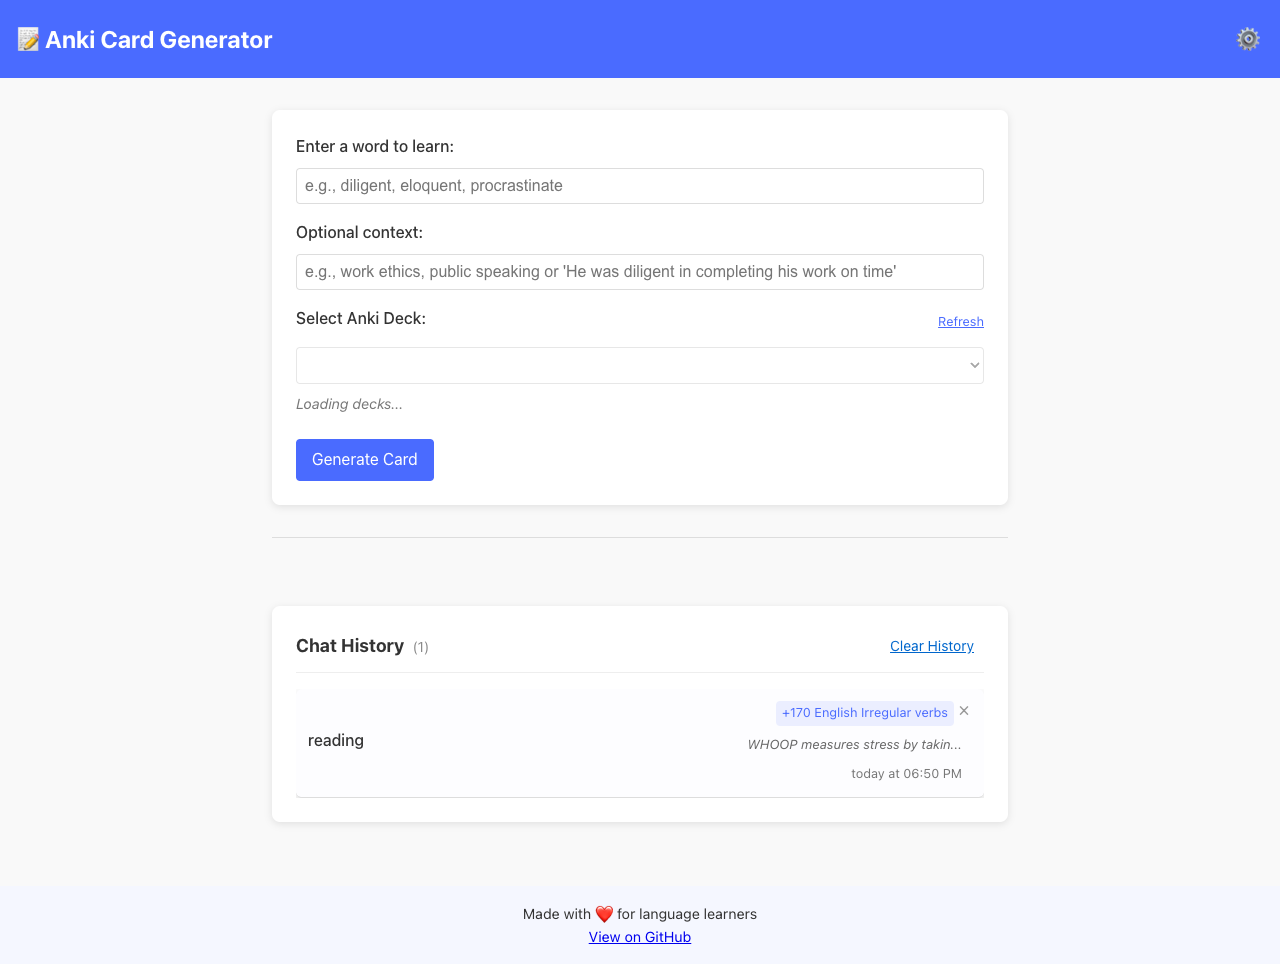 📝 Anki Card Generator
Enter a word to learn:
e.g., diligent, eloquent, procrastinate
Optional context:
e.g., work ethics, public speaking or 'He was diligent in completing his work on time'
Select Anki Deck:
Refresh
Loading decks...
Generate Card
Chat History (1)
Clear History
reading
+170 English Irregular verbs ×
WHOOP measures stress by takin...
today at 06:50 PM
Made with ❤️ for language learners
View on GitHub